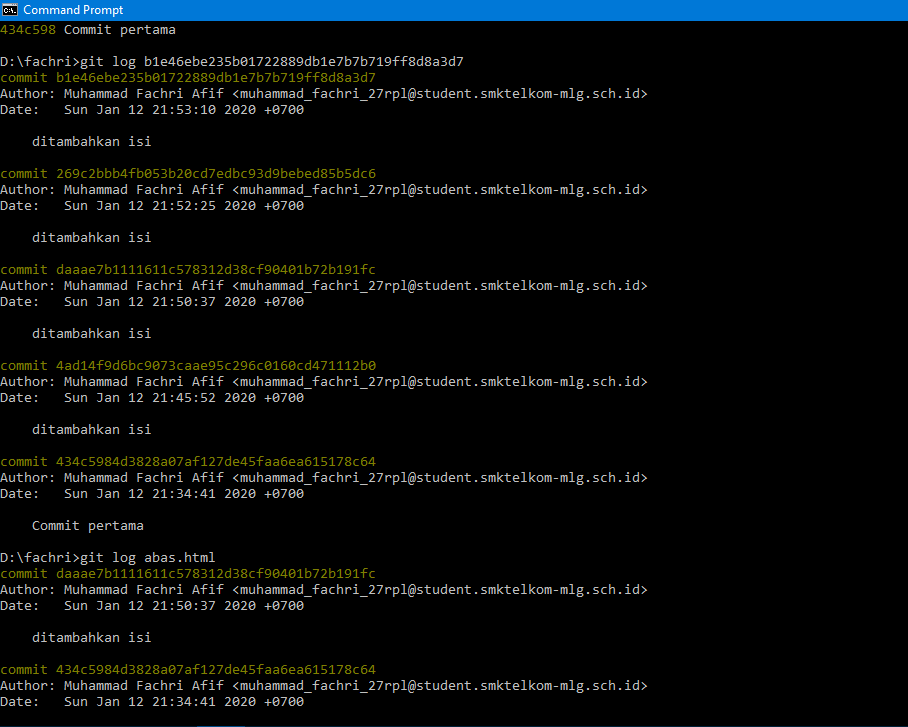 Command Prompt
434c598 Commit pertama
D:\fachri>git log b1e46ebe235b01722889db1e7b7b719ff8d8a3d7
commit b1e46ebe235b01722889db1e7b7b719ff8d8a3d7
Author: Muhammad Fachri Afif <muhammad_fachri_27rpl@student.smktelkom-mlg.sch.id>
Date:   Sun Jan 12 21:53:10 2020 +0700
    ditambahkan isi
commit 269c2bbb4fb053b20cd7edbc93d9bebed85b5dc6
Author: Muhammad Fachri Afif <muhammad_fachri_27rpl@student.smktelkom-mlg.sch.id>
Date:   Sun Jan 12 21:52:25 2020 +0700
    ditambahkan isi
commit daaae7b1111611c578312d38cf90401b72b191fc
Author: Muhammad Fachri Afif <muhammad_fachri_27rpl@student.smktelkom-mlg.sch.id>
Date:   Sun Jan 12 21:50:37 2020 +0700
    ditambahkan isi
commit 4ad14f9d6bc9073caae95c296c0160cd471112b0
Author: Muhammad Fachri Afif <muhammad_fachri_27rpl@student.smktelkom-mlg.sch.id>
Date:   Sun Jan 12 21:45:52 2020 +0700
    ditambahkan isi
commit 434c5984d3828a07af127de45faa6ea615178c64
Author: Muhammad Fachri Afif <muhammad_fachri_27rpl@student.smktelkom-mlg.sch.id>
Date:   Sun Jan 12 21:34:41 2020 +0700
    Commit pertama
D:\fachri>git log abas.html
commit daaae7b1111611c578312d38cf90401b72b191fc
Author: Muhammad Fachri Afif <muhammad_fachri_27rpl@student.smktelkom-mlg.sch.id>
Date:   Sun Jan 12 21:50:37 2020 +0700
    ditambahkan isi
commit 434c5984d3828a07af127de45faa6ea615178c64
Author: Muhammad Fachri Afif <muhammad_fachri_27rpl@student.smktelkom-mlg.sch.id>
Date:   Sun Jan 12 21:34:41 2020 +0700